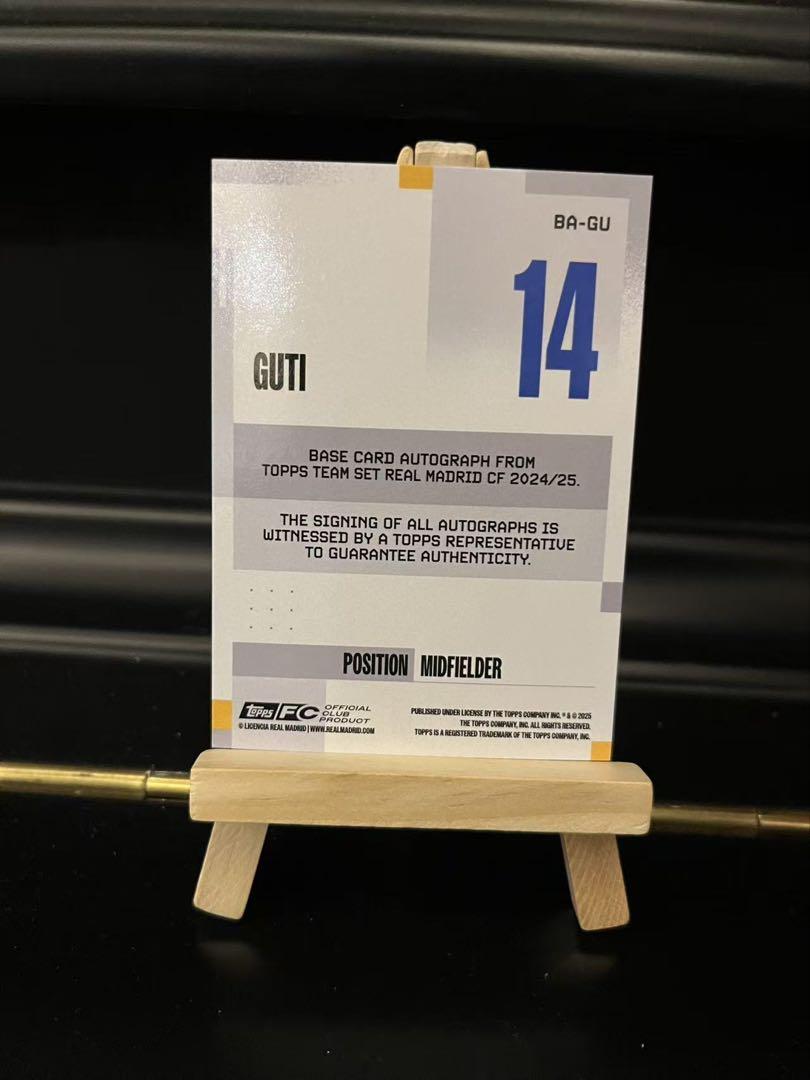 BA-GU
14
GUTI
BASE CARD AUTOGRAPH FROM
TOPPS TEAM SET REAL MADRID CF 2024/25.
THE SIGNING OF ALL AUTOGRAPHS IS
WITNESSED BY A TOPPS REPRESENTATIVE
TO GUARANTEE AUTHENTICITY.
POSITION MIDFIELDER
topps FC OFFICIAL
CLUB
PRODUCT
© LICENCIA REAL MADRID | WWW.REALMADRID.COM
PUBLISHED UNDER LICENSE BY THE TOPPS COMPANY INC. ® & © 2025
THE TOPPS COMPANY, INC. ALL RIGHTS RESERVED.
TOPPS IS A REGISTERED TRADEMARK OF THE TOPPS COMPANY, INC.